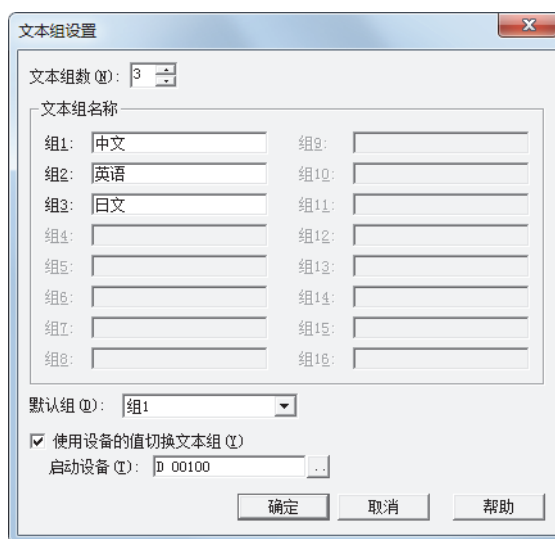 文本组设置
文本组数(N): 3
文本组名称
组1: 中文
组2: 英语
组3: 日文
组4:
组5:
组6:
组7:
组8:
组9:
组10:
组11:
组12:
组13:
组14:
组15:
组16:
默认组(D): 组1
使用设备的值切换文本组(Y)
启动设备(T): D 00100 ..
确定 取消 帮助